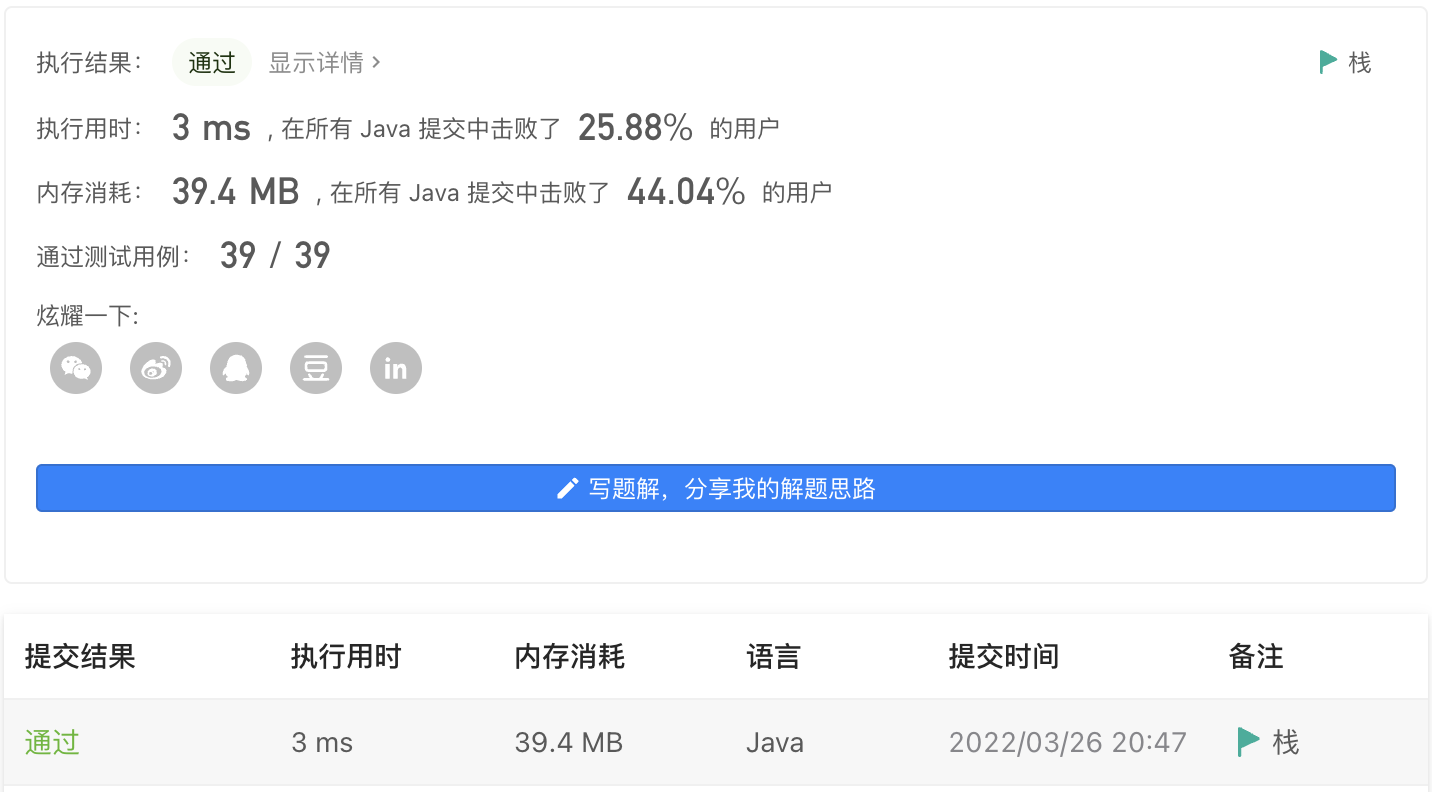 执行结果： 通过 显示详情 › 栈
执行用时： 3 ms , 在所有 Java 提交中击败了 25.88% 的用户
内存消耗： 39.4 MB , 在所有 Java 提交中击败了 44.04% 的用户
通过测试用例： 39 / 39
炫耀一下:
豆 in
写题解，分享我的解题思路
提交结果 执行用时 内存消耗 语言 提交时间 备注
通过 3 ms 39.4 MB Java 2022/03/26 20:47 栈